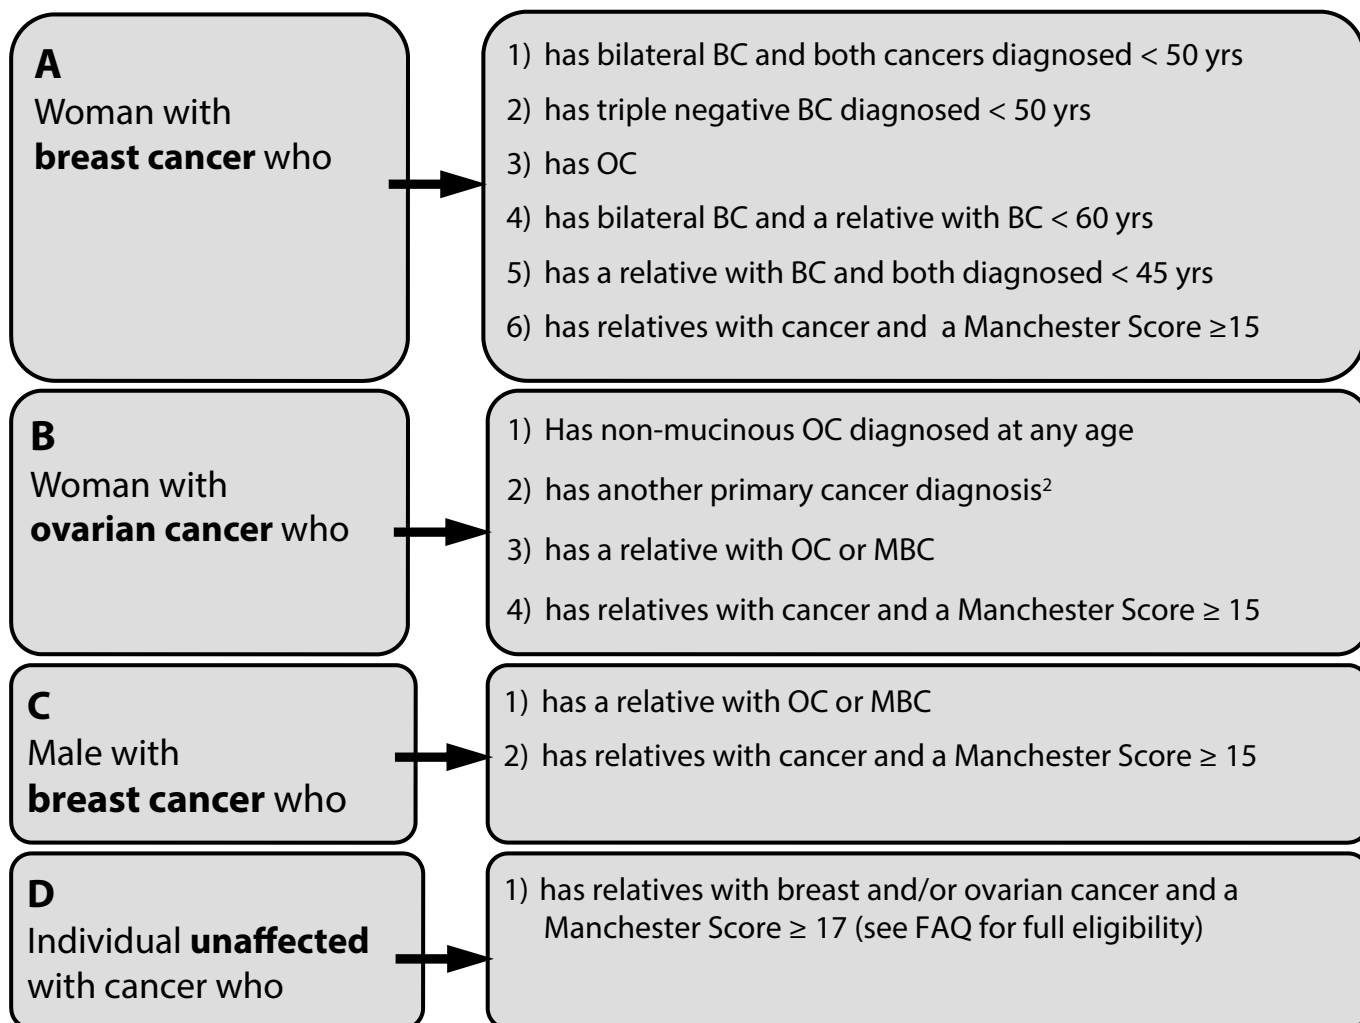 A
Woman with
breast cancer who
1) has bilateral BC and both cancers diagnosed < 50 yrs
2) has triple negative BC diagnosed < 50 yrs
3) has OC
4) has bilateral BC and a relative with BC < 60 yrs
5) has a relative with BC and both diagnosed < 45 yrs
6) has relatives with cancer and a Manchester Score ≥15
B
Woman with
ovarian cancer who
1) Has non-mucinous OC diagnosed at any age
2) has another primary cancer diagnosis²
3) has a relative with OC or MBC
4) has relatives with cancer and a Manchester Score ≥ 15
C
Male with
breast cancer who
1) has a relative with OC or MBC
2) has relatives with cancer and a Manchester Score ≥ 15
D
Individual unaffected
with cancer who
1) has relatives with breast and/or ovarian cancer and a
Manchester Score ≥ 17 (see FAQ for full eligibility)